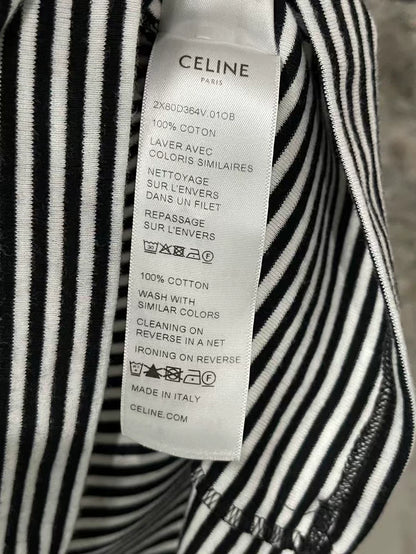 CELINE
PARIS
2X80D364V.01OB
100% COTON
LAVER AVEC
COLORIS SIMILAIRES
NETTOYAGE
SUR L'ENVERS
DANS UN FILET
REPASSAGE
SUR L'ENVERS
100% COTTON
WASH WITH
SIMILAR COLORS
CLEANING ON
REVERSE IN A NET
IRONING ON REVERSE
MADE IN ITALY
CELINE.COM